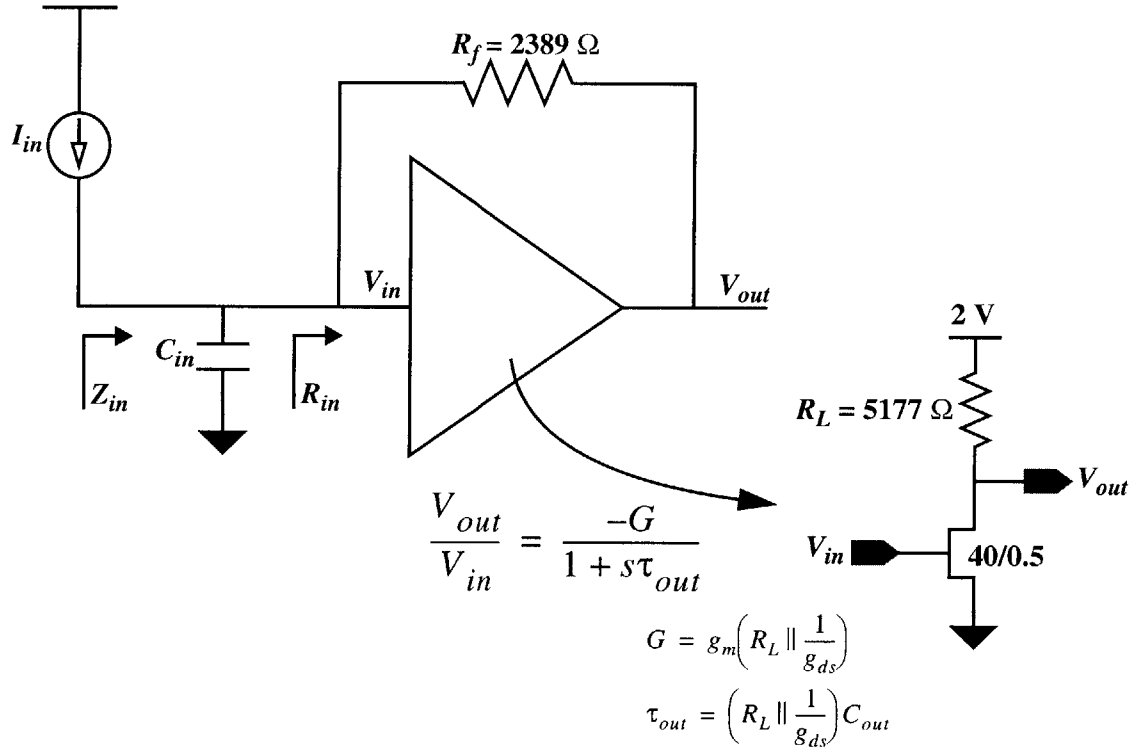 R_f = 2389 Ω
I_in
V_in
V_out
C_in
Z_in
R_in
2 V
R_L = 5177 Ω
V_out
V_in
40/0.5
V_out / V_in = -G / (1 + sτ_out)
G = g_m(R_L || 1/g_ds)
τ_out = (R_L || 1/g_ds) C_out